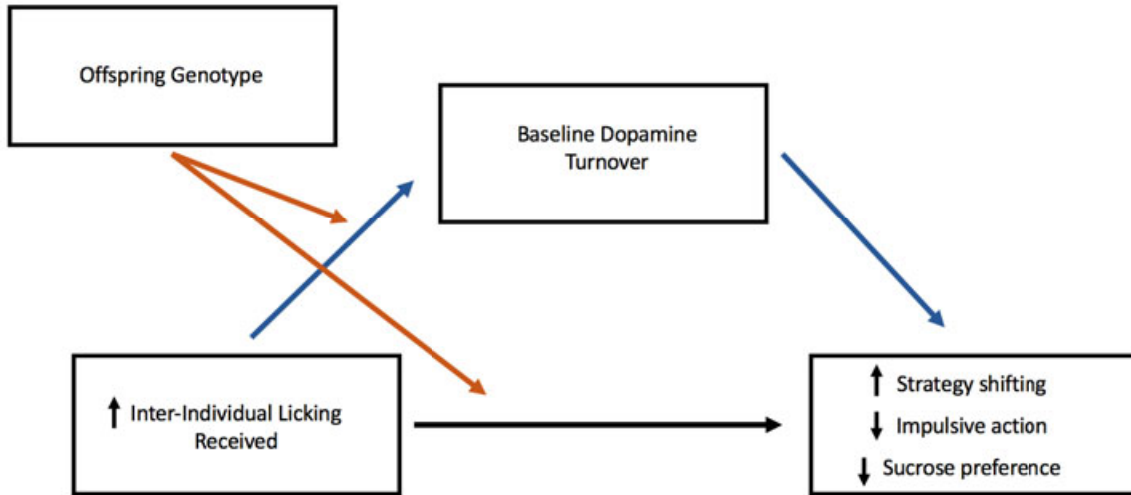 Offspring Genotype
Baseline Dopamine
Turnover
Inter-Individual Licking
Received
Strategy shifting
Impulsive action
Sucrose preference